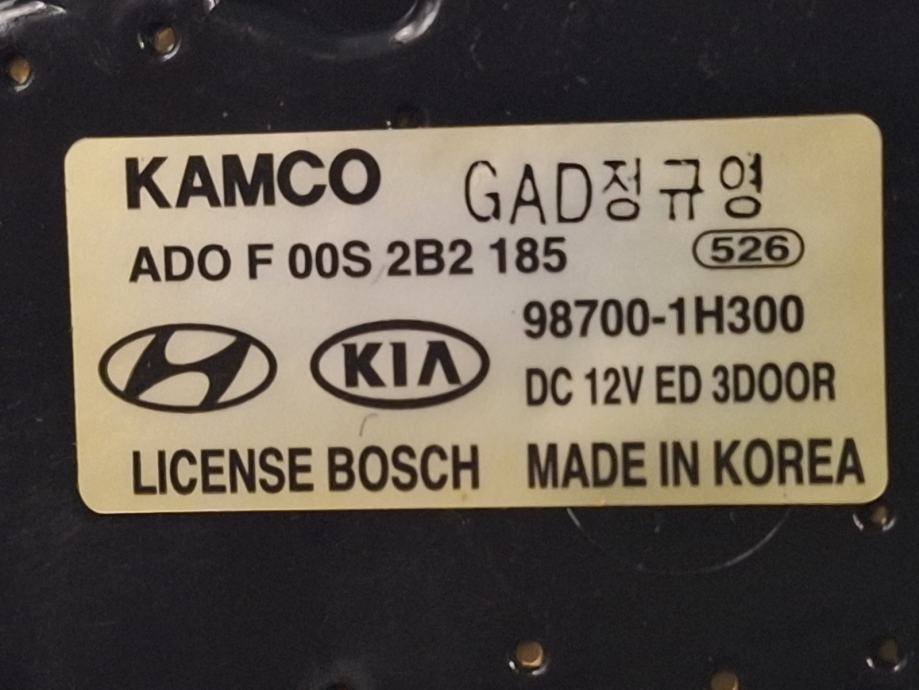 KAMCO GAD정규영
ADO F 00S 2B2 185 526
98700-1H300
KIA DC 12V ED 3DOOR
LICENSE BOSCH MADE IN KOREA